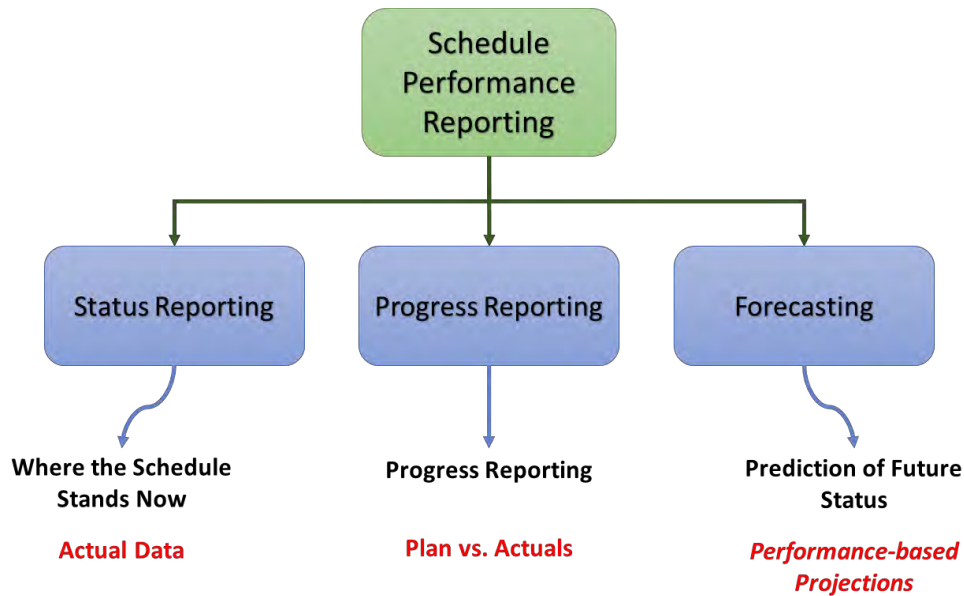 Schedule
Performance
Reporting
Status Reporting
Progress Reporting
Forecasting
Where the Schedule
Stands Now
Actual Data
Progress Reporting
Plan vs. Actuals
Prediction of Future
Status
Performance-based
Projections